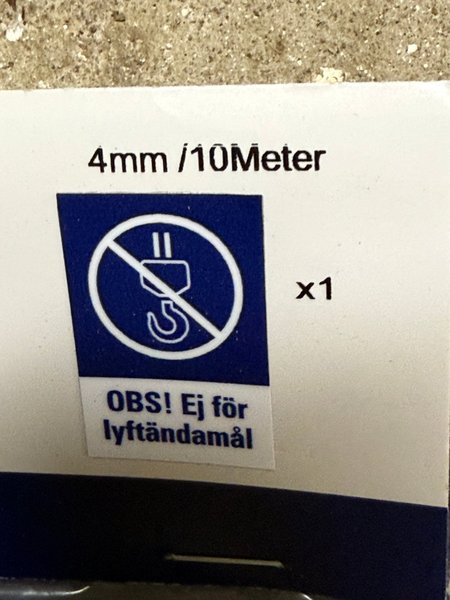 4mm /10Meter
x1
OBS! Ej för
lyftändamål